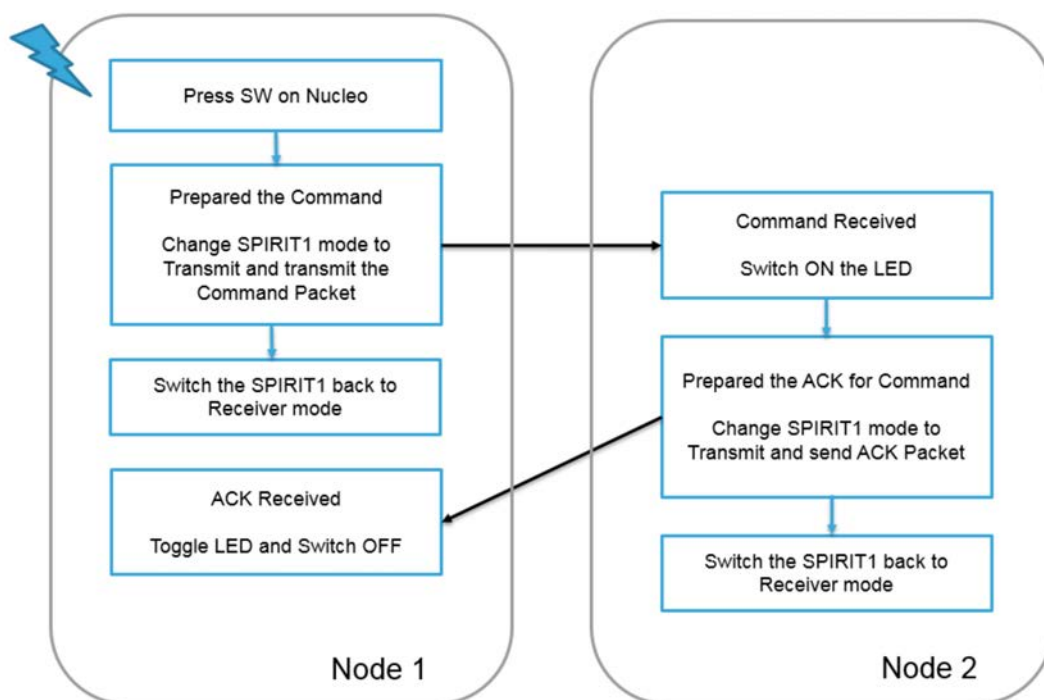 Press SW on Nucleo
Prepared the Command
Change SPIRIT1 mode to
Transmit and transmit the
Command Packet
Switch the SPIRIT1 back to
Receiver mode
ACK Received
Toggle LED and Switch OFF
Node 1
Command Received
Switch ON the LED
Prepared the ACK for Command
Change SPIRIT1 mode to
Transmit and send ACK Packet
Switch the SPIRIT1 back to
Receiver mode
Node 2